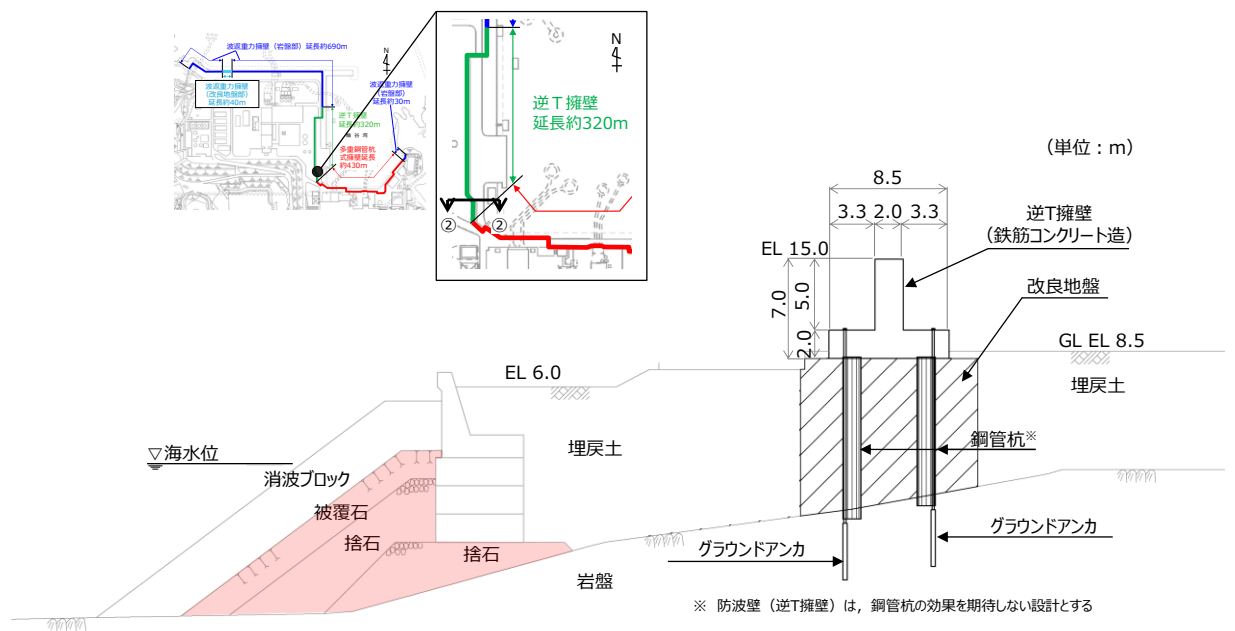 波返重力擁壁(岩盤部)延長約690m
波返重力擁壁
(改良地盤部)
延長約40m
N
波返重力擁壁
(岩盤部)
延長約30m
逆T擁壁
延長約320m
輪谷湾
多重鋼管杭
式擁壁延長
約430m
N
逆T擁壁
延長約320m
②
②
(単位:m)
8.5
3.3
2.0
3.3
逆T擁壁
(鉄筋コンクリート造)
EL 15.0
7.0
5.0
2.0
改良地盤
GL EL 8.5
EL 6.0
埋戻土
埋戻土
▽海水位
消波ブロック
鋼管杭※
被覆石
捨石
捨石
岩盤
グラウンドアンカ
グラウンドアンカ
※ 防波壁(逆T擁壁)は,鋼管杭の効果を期待しない設計とする